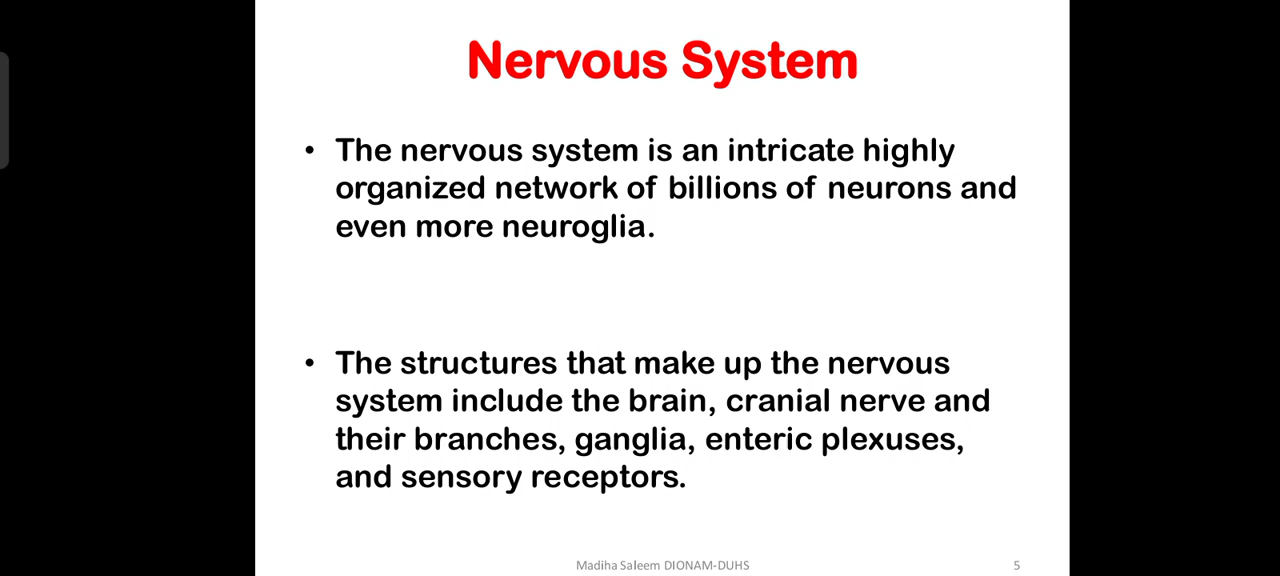 Nervous System
• The nervous system is an intricate highly
organized network of billions of neurons and
even more neuroglia.
• The structures that make up the nervous
system include the brain, cranial nerve and
their branches, ganglia, enteric plexuses,
and sensory receptors.
Madiha Saleem DIONAM-DUHS
5